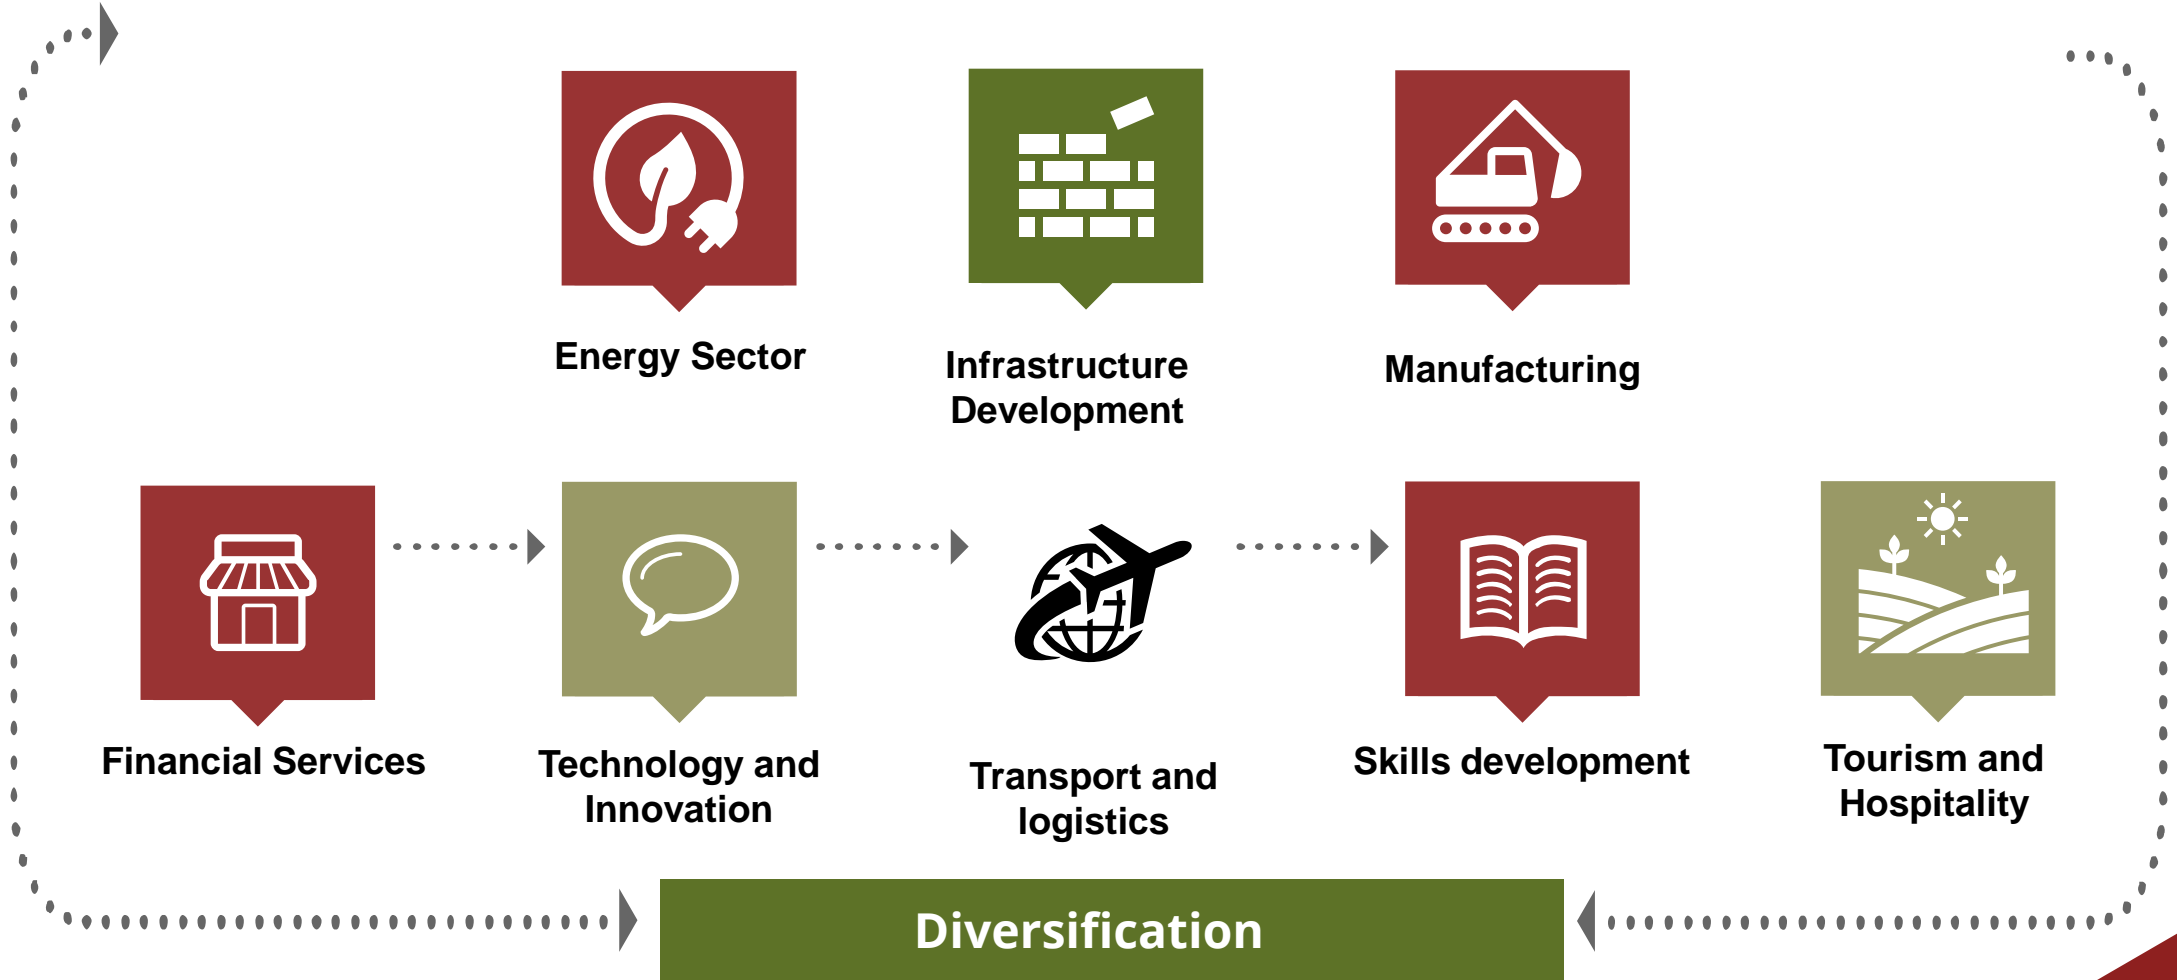 Energy Sector
Infrastructure
Development
Manufacturing
Financial Services
Technology and
Innovation
Transport and
logistics
Skills development
Tourism and
Hospitality
Diversification